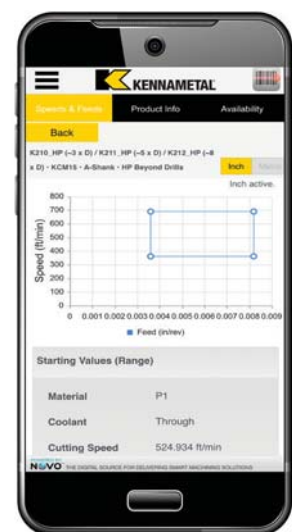 KENNAMETAL
Speeds & Feeds Product Info Availability
Back
K210_HP (~3 x D) / K211_HP (~5 x D) / K212_HP (~8
x D) • KCM15 • A-Shank • HP Beyond Drills Inch Metric
Inch active.
800
700
600
500
400
300
200
100
0
Speed (ft/min)
0 0.001 0.002 0.003 0.004 0.005 0.006 0.007 0.008 0.009
Feed (in/rev)
Starting Values (Range)
Material P1
Coolant Through
Cutting Speed 524.934 ft/min
POWERED BY
NOVO THE DIGITAL SOURCE FOR DELIVERING SMART MACHINING SOLUTIONS